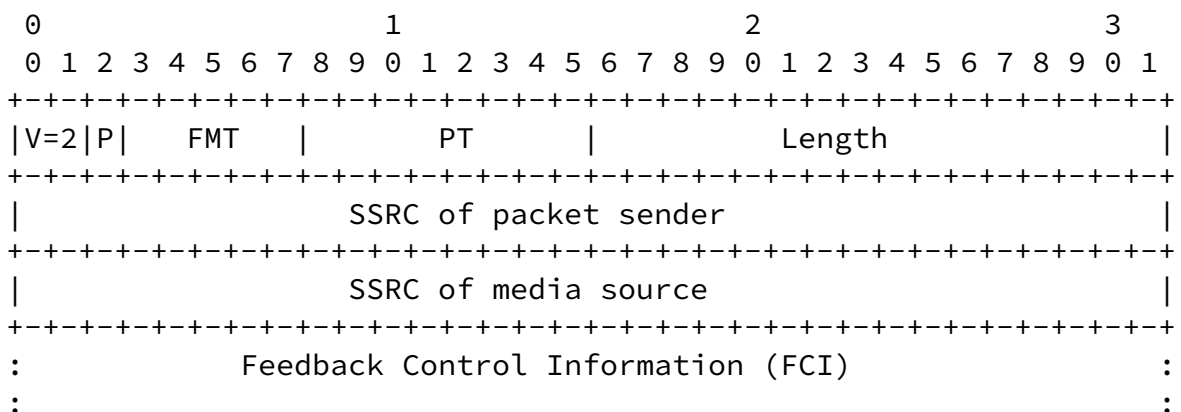 0                   1                   2                   3
 0 1 2 3 4 5 6 7 8 9 0 1 2 3 4 5 6 7 8 9 0 1 2 3 4 5 6 7 8 9 0 1
+-+-+-+-+-+-+-+-+-+-+-+-+-+-+-+-+-+-+-+-+-+-+-+-+-+-+-+-+-+-+-+-+
|V=2|P|   FMT   |       PT      |          Length               |
+-+-+-+-+-+-+-+-+-+-+-+-+-+-+-+-+-+-+-+-+-+-+-+-+-+-+-+-+-+-+-+-+
|                  SSRC of packet sender                        |
+-+-+-+-+-+-+-+-+-+-+-+-+-+-+-+-+-+-+-+-+-+-+-+-+-+-+-+-+-+-+-+-+
|                  SSRC of media source                         |
+-+-+-+-+-+-+-+-+-+-+-+-+-+-+-+-+-+-+-+-+-+-+-+-+-+-+-+-+-+-+-+-+
:            Feedback Control Information (FCI)                 :
:                                                               :